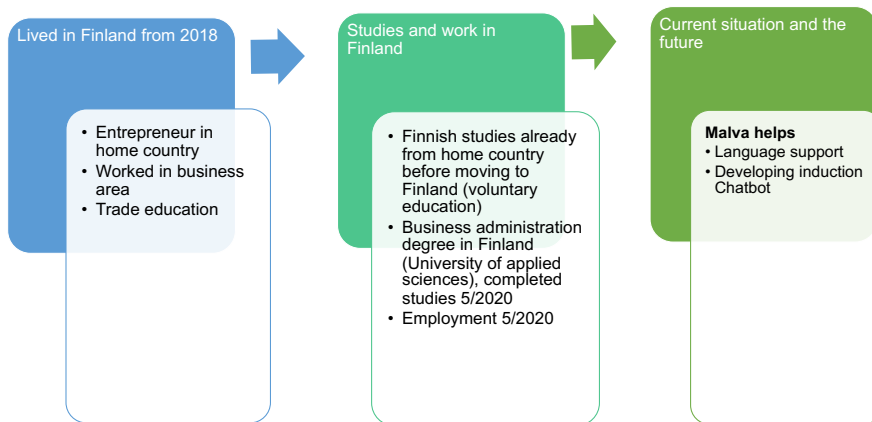 Lived in Finland from 2018
• Entrepreneur in
home country
• Worked in business
area
• Trade education
Studies and work in
Finland
• Finnish studies already
from home country
before moving to
Finland (voluntary
education)
• Business administration
degree in Finland
(University of applied
sciences), completed
studies 5/2020
• Employment 5/2020
Current situation and the
future
Malva helps
• Language support
• Developing induction
Chatbot